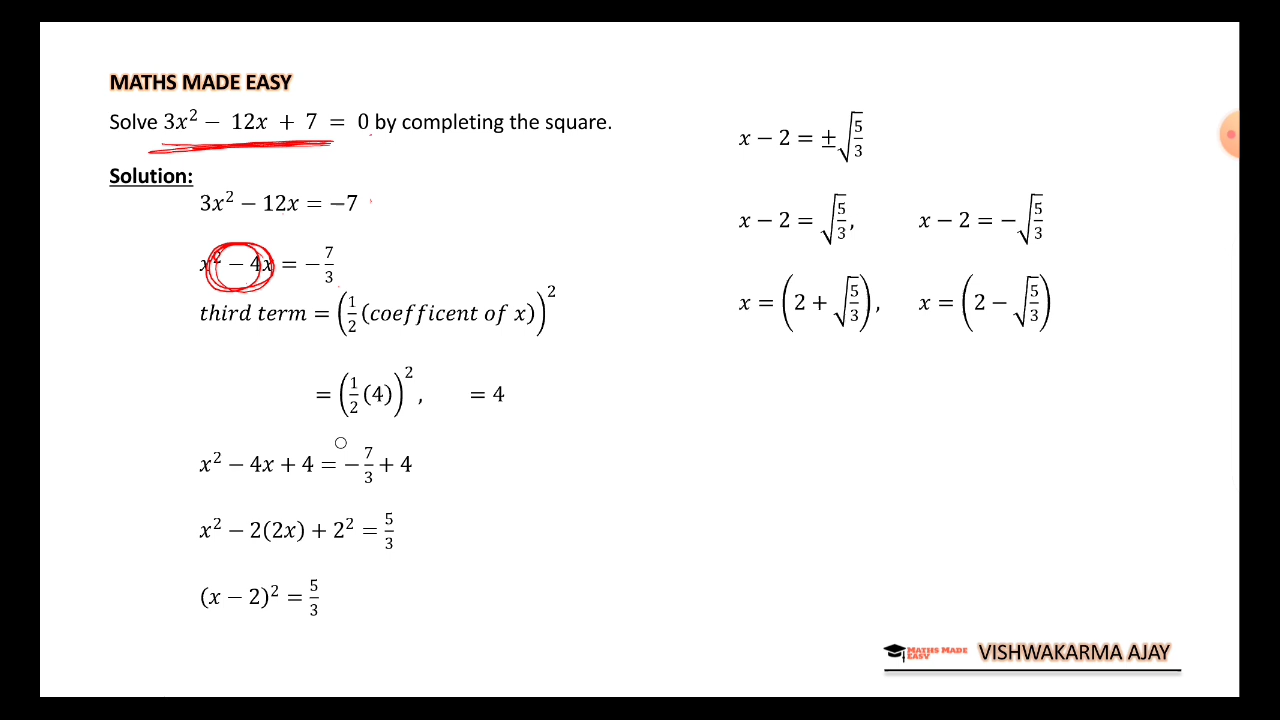 MATHS MADE EASY
Solve 3x² − 12x + 7 = 0 by completing the square.
Solution:
3x² − 12x = −7
x² − 4x = − 7/3
third term = (1/2 (coefficent of x))²
= (1/2 (4))², = 4
x² − 4x + 4 = − 7/3 + 4
x² − 2(2x) + 2² = 5/3
(x − 2)² = 5/3
x − 2 = ±√(5/3)
x − 2 = √(5/3), x − 2 = −√(5/3)
x = (2 + √(5/3)), x = (2 − √(5/3))
MATHS MADE EASY
VISHWAKARMA AJAY